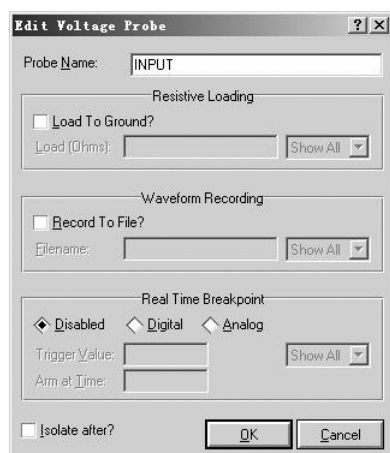 Edit Voltage Probe
Probe Name: INPUT
Resistive Loading
Load To Ground?
Load (Ohms): Show All
Waveform Recording
Record To File?
Filename: Show All
Real Time Breakpoint
Disabled Digital Analog
Trigger Value: Show All
Arm at Time:
Isolate after? OK Cancel